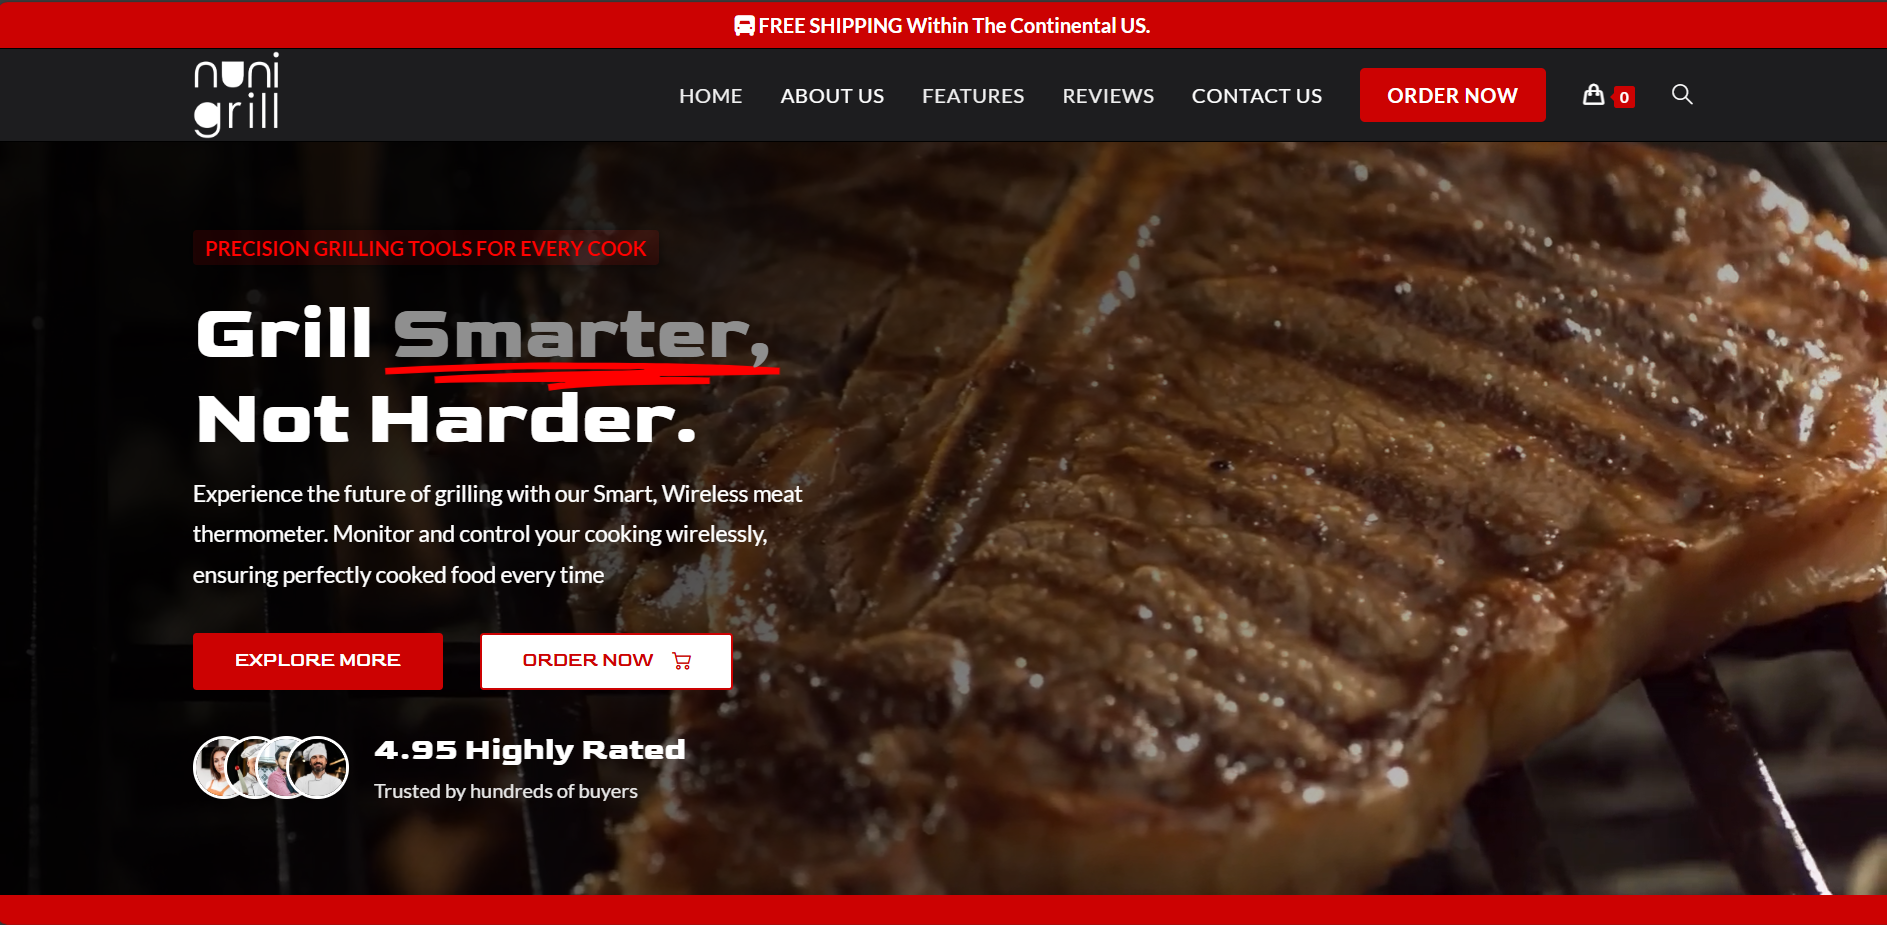 FREE SHIPPING Within The Continental US.
nuni
grill
HOME
ABOUT US
FEATURES
REVIEWS
CONTACT US
ORDER NOW
0
PRECISION GRILLING TOOLS FOR EVERY COOK
Grill Smarter,
Not Harder.
Experience the future of grilling with our Smart, Wireless meat
thermometer. Monitor and control your cooking wirelessly,
ensuring perfectly cooked food every time
EXPLORE MORE
ORDER NOW
4.95 Highly Rated
Trusted by hundreds of buyers